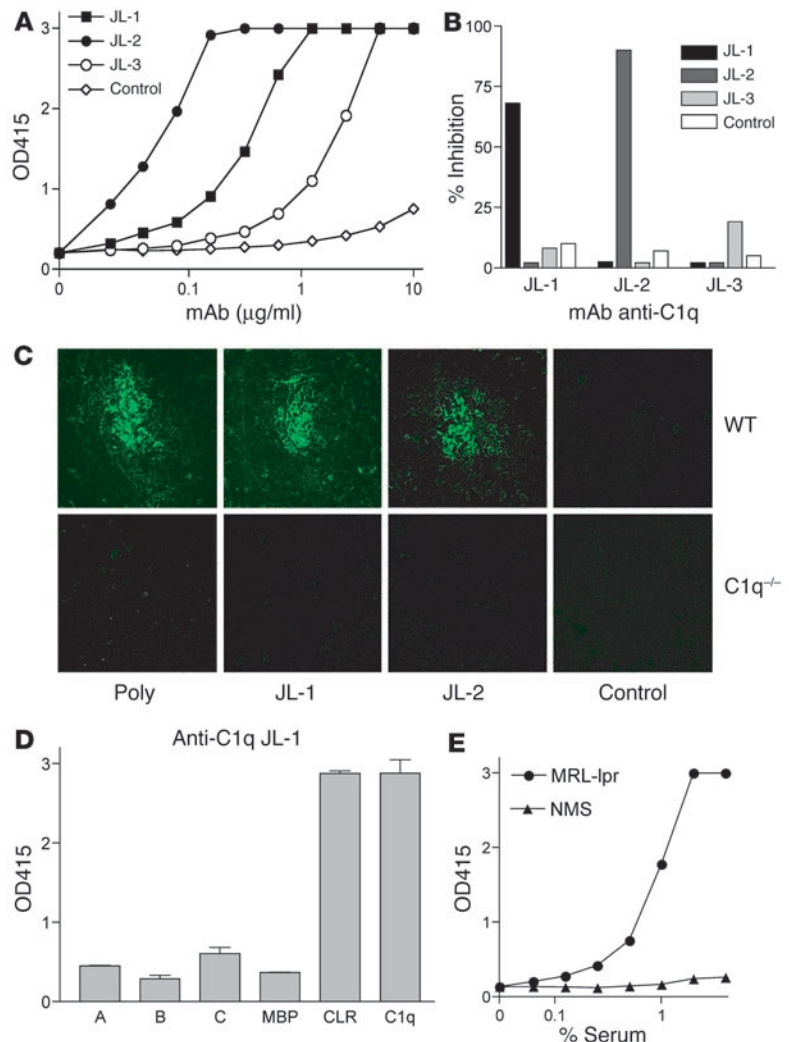 A
JL-1
JL-2
JL-3
Control
OD415
3
2
1
0
0 0.1 1 10
mAb (μg/ml)
B
JL-1
JL-2
JL-3
Control
% Inhibition
100
75
50
25
0
JL-1 JL-2 JL-3
mAb anti-C1q
C
WT
C1q–/–
Poly JL-1 JL-2 Control
D
Anti-C1q JL-1
OD415
3
2
1
0
A B C MBP CLR C1q
E
MRL-lpr
NMS
OD415
3
2
1
0
0 0.1 1
% Serum